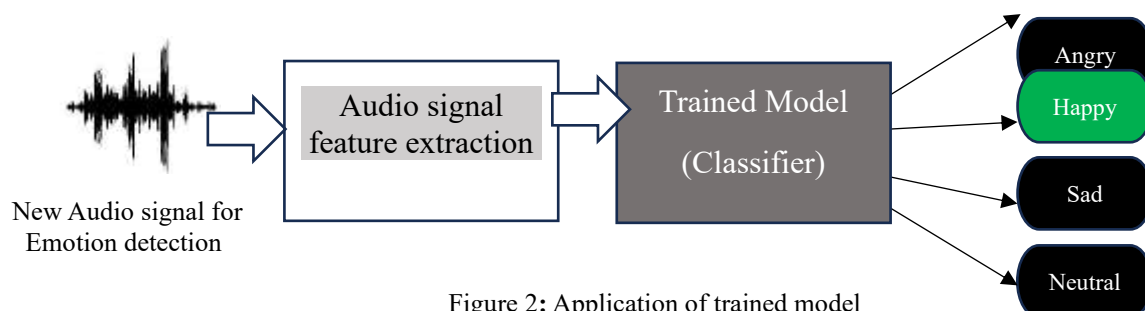 New Audio signal for
Emotion detection
Audio signal
feature extraction
Trained Model
(Classifier)
Angry
Happy
Sad
Neutral
Figure 2: Application of trained model